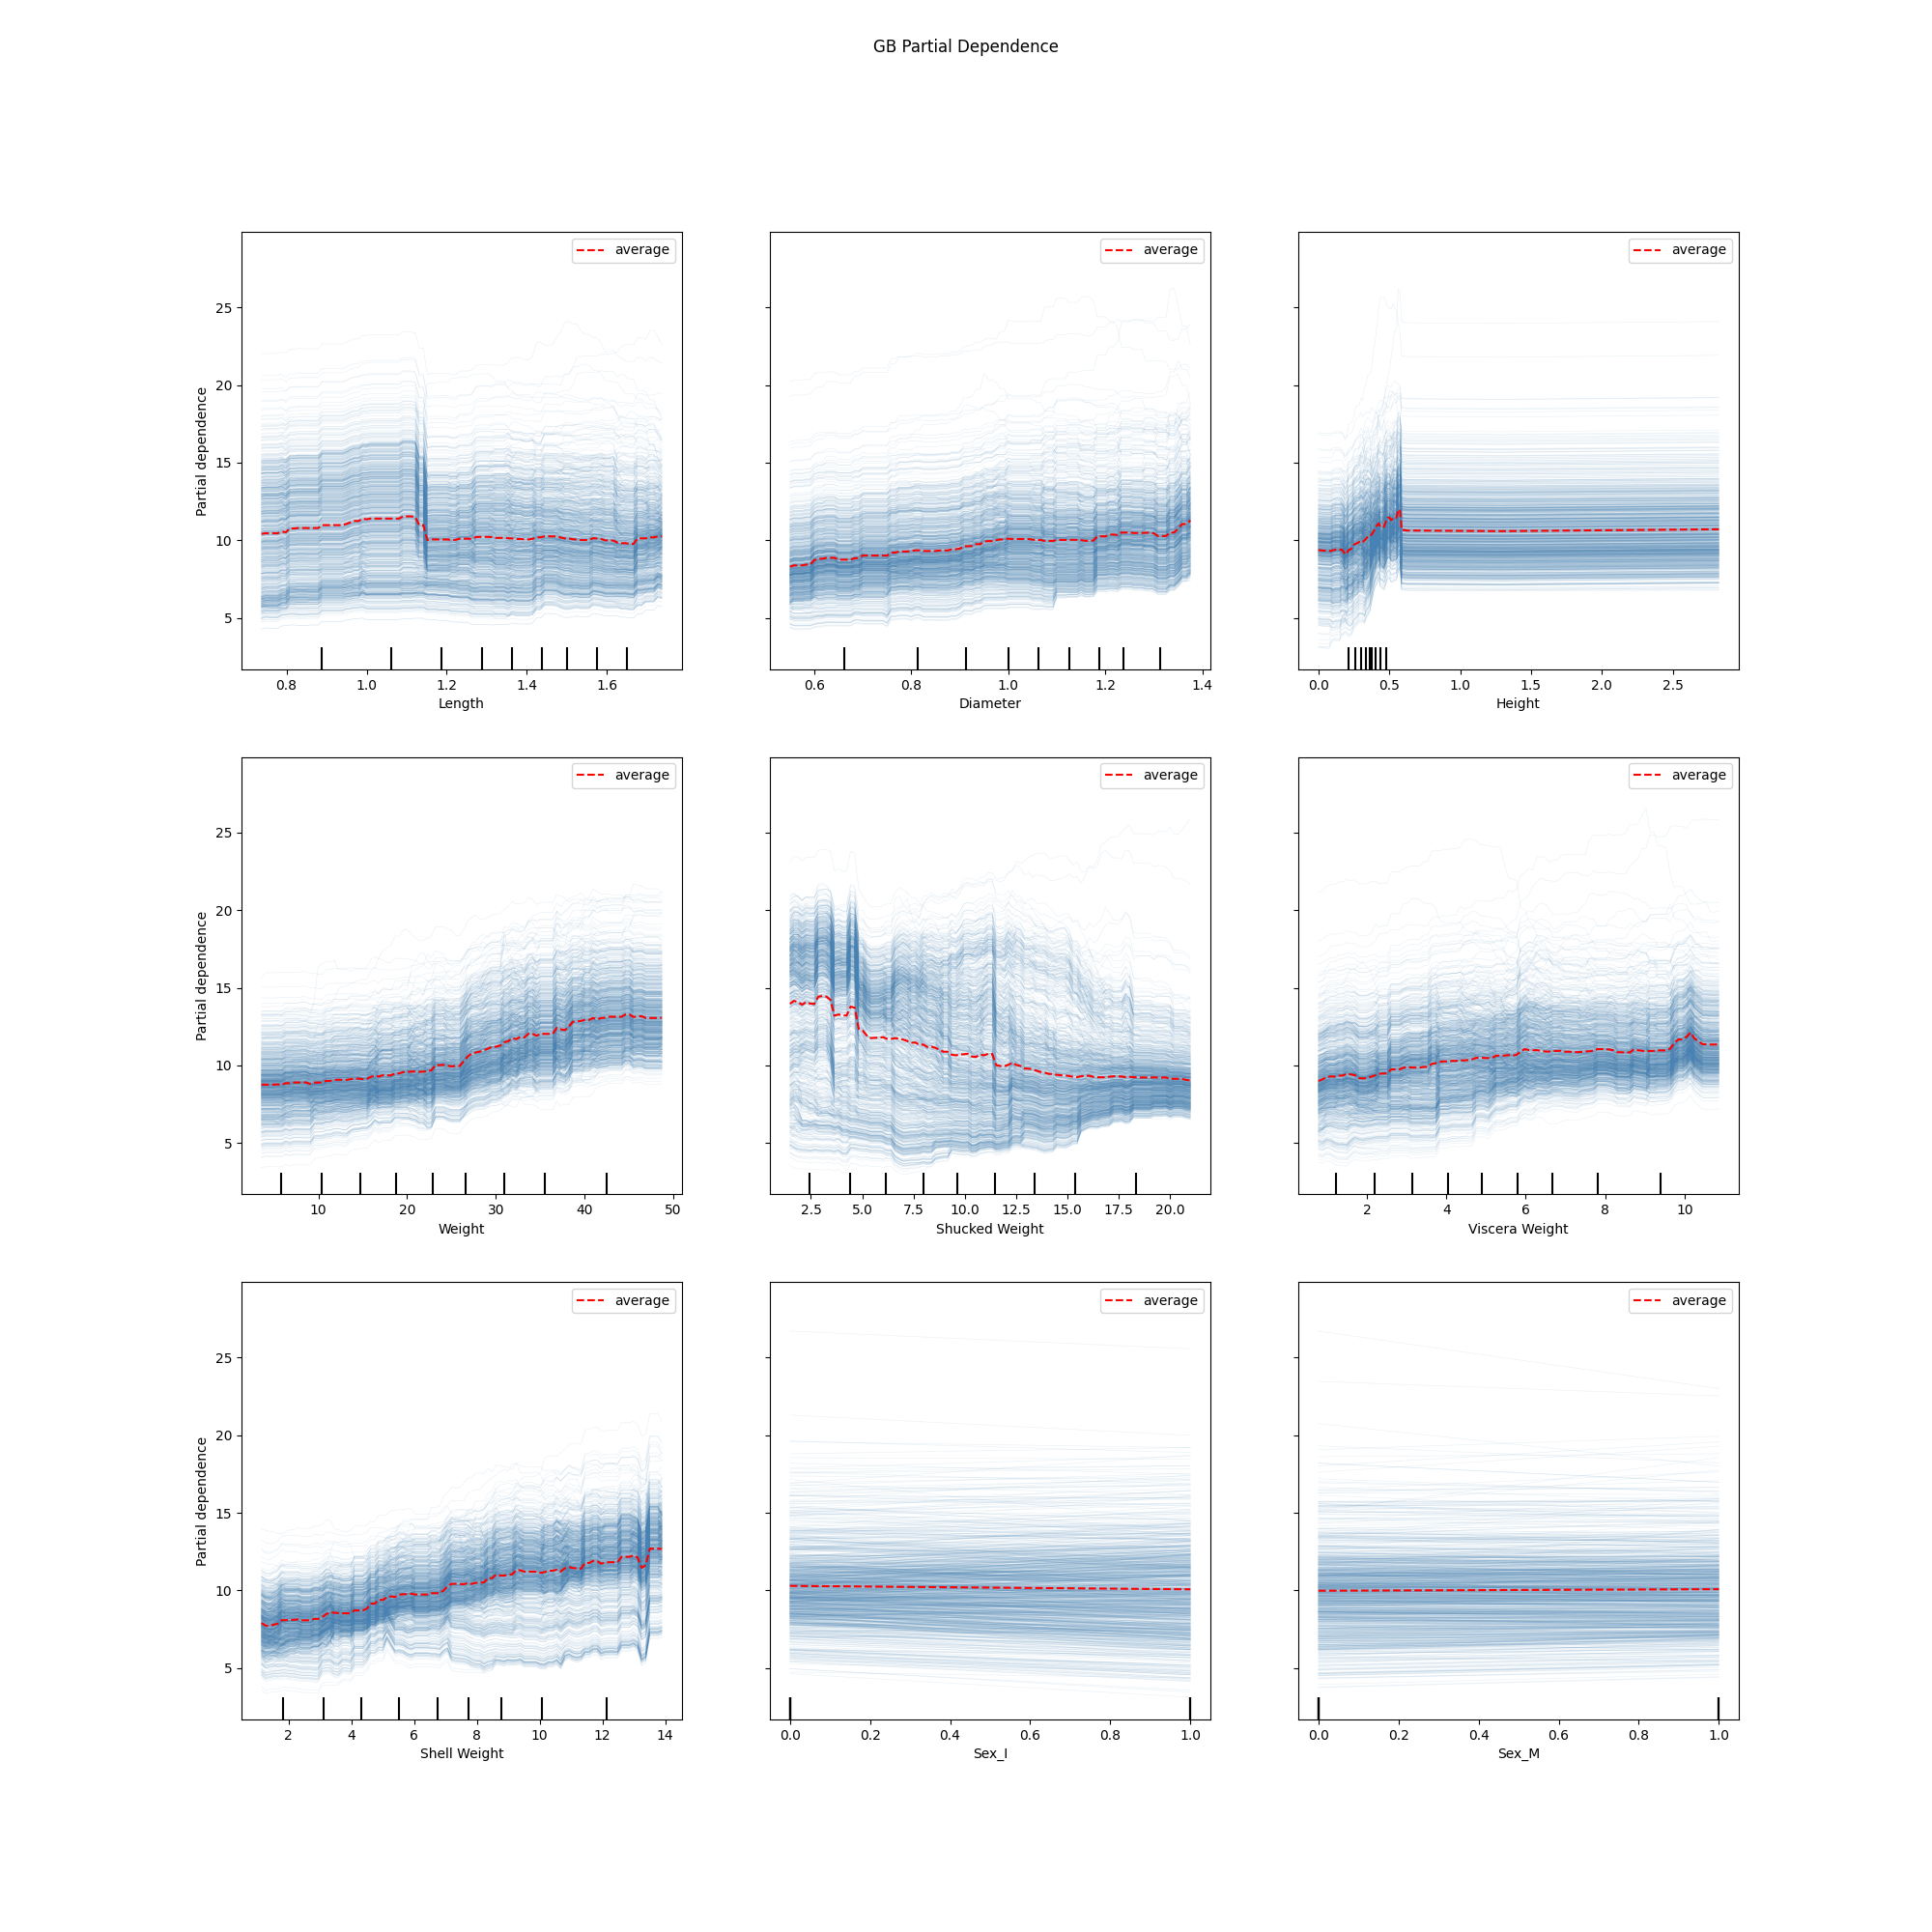 GB Partial Dependence
average
average
average
25
20
15
10
5
Partial dependence
0.8 1.0 1.2 1.4 1.6
Length
0.6 0.8 1.0 1.2 1.4
Diameter
0.0 0.5 1.0 1.5 2.0 2.5
Height
average
average
average
25
20
15
10
5
Partial dependence
10 20 30 40 50
Weight
2.5 5.0 7.5 10.0 12.5 15.0 17.5 20.0
Shucked Weight
2 4 6 8 10
Viscera Weight
average
average
average
25
20
15
10
5
Partial dependence
2 4 6 8 10 12 14
Shell Weight
0.0 0.2 0.4 0.6 0.8 1.0
Sex_I
0.0 0.2 0.4 0.6 0.8 1.0
Sex_M